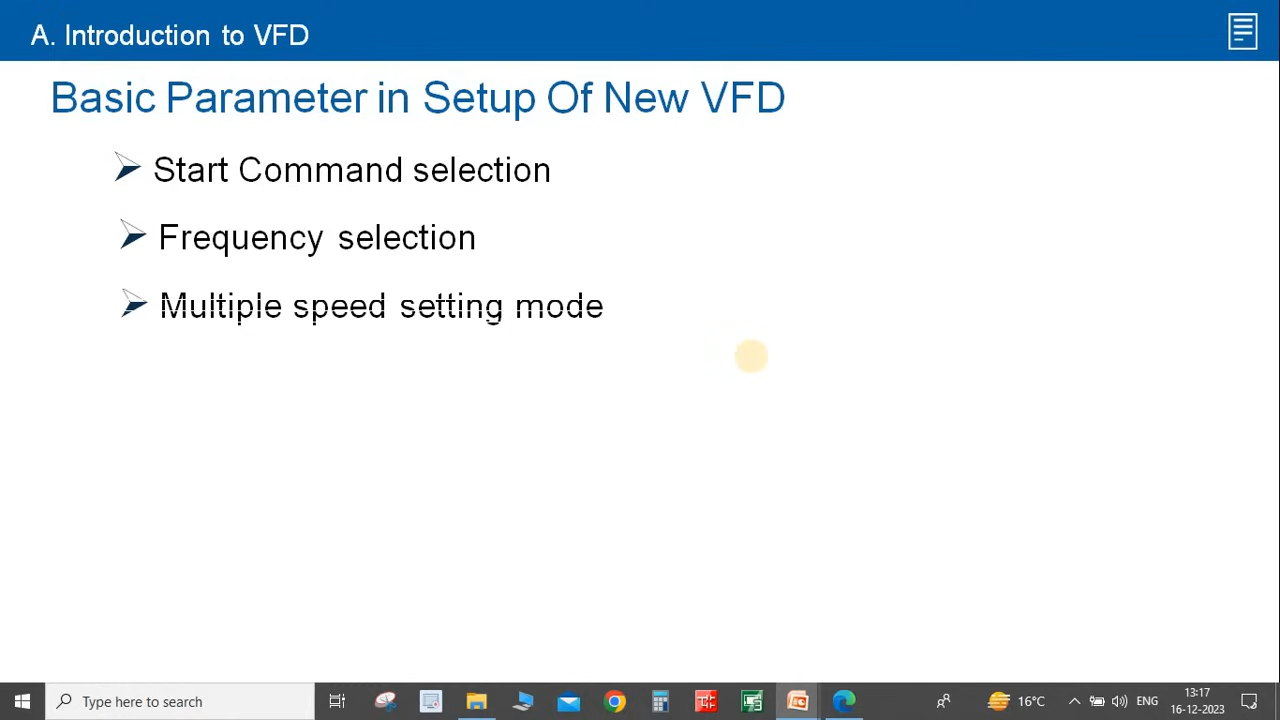 A. Introduction to VFD
Basic Parameter in Setup Of New VFD
Start Command selection
Frequency selection
Multiple speed setting mode
Type here to search
16°C
ENG
13:17
16-12-2023